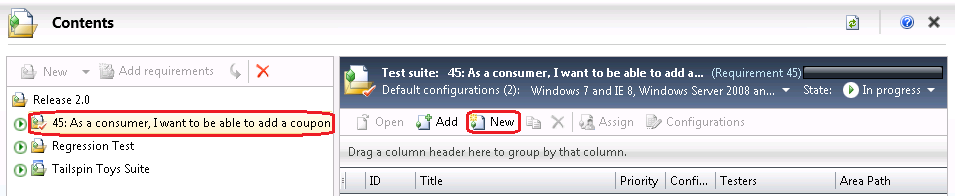 Contents
New Add requirements
Release 2.0
45: As a consumer, I want to be able to add a coupon
Regression Test
Tailspin Toys Suite
Test suite: 45: As a consumer, I want to be able to add a... (Requirement 45)
Default configurations (2): Windows 7 and IE 8, Windows Server 2008 an... State: In progress
Open Add New Assign Configurations
Drag a column header here to group by that column.
ID Title Priority Confi... Testers Area Path